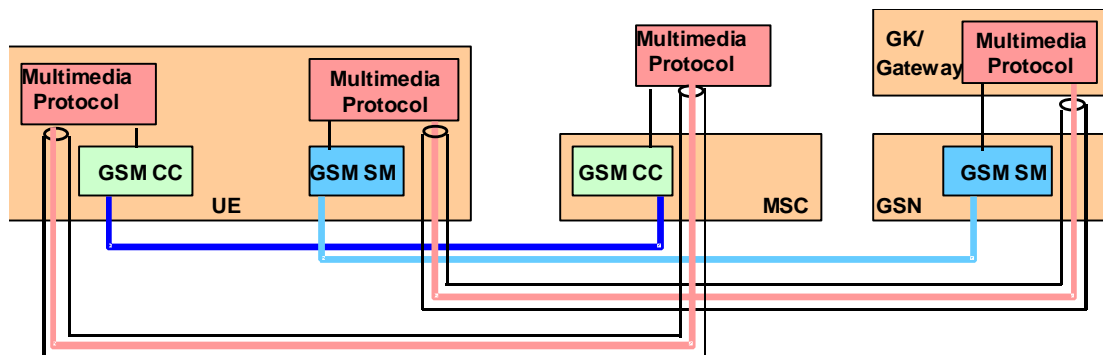 Multimedia
Protocol
GSM CC
Multimedia
Protocol
GSM SM
UE
Multimedia
Protocol
GSM CC
MSC
GK/
Gateway
Multimedia
Protocol
GSM SM
GSN